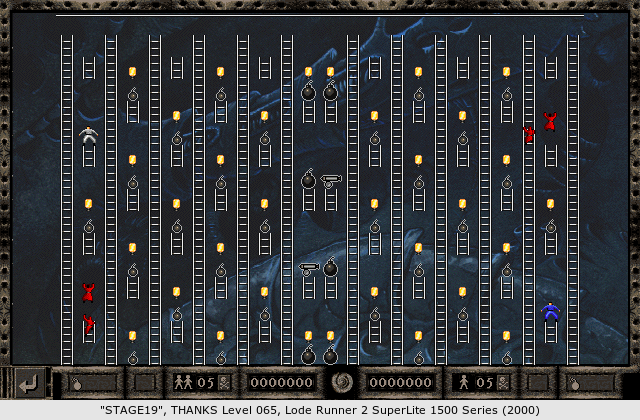 05 0000000 0000000 05
"STAGE19", THANKS Level 065, Lode Runner 2 SuperLite 1500 Series (2000)